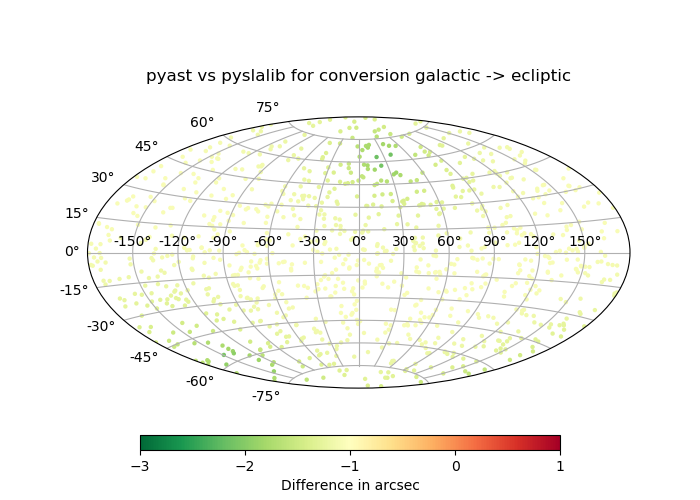 pyast vs pyslalib for conversion galactic -> ecliptic
75°
60°
45°
30°
15°
-150° -120° -90° -60° -30° 0° 30° 60° 90° 120° 150°
0°
-15°
-30°
-45°
-60°
-75°
−3 −2 −1 0 1
Difference in arcsec